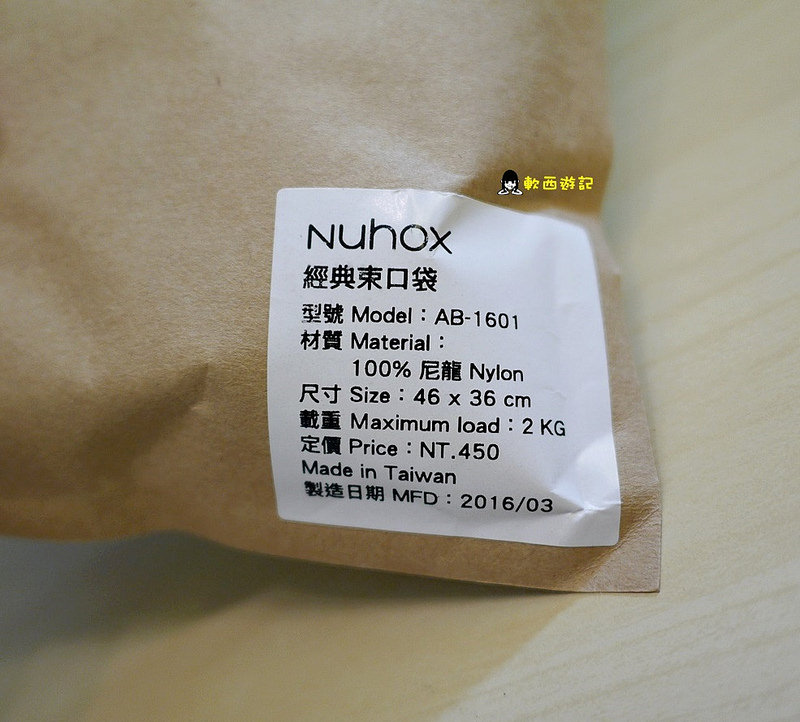 軟西遊記
Nuhox
經典束口袋
型號 Model：AB-1601
材質 Material：
100% 尼龍 Nylon
尺寸 Size：46 x 36 cm
載重 Maximum load：2 KG
定價 Price：NT.450
Made in Taiwan
製造日期 MFD：2016/03